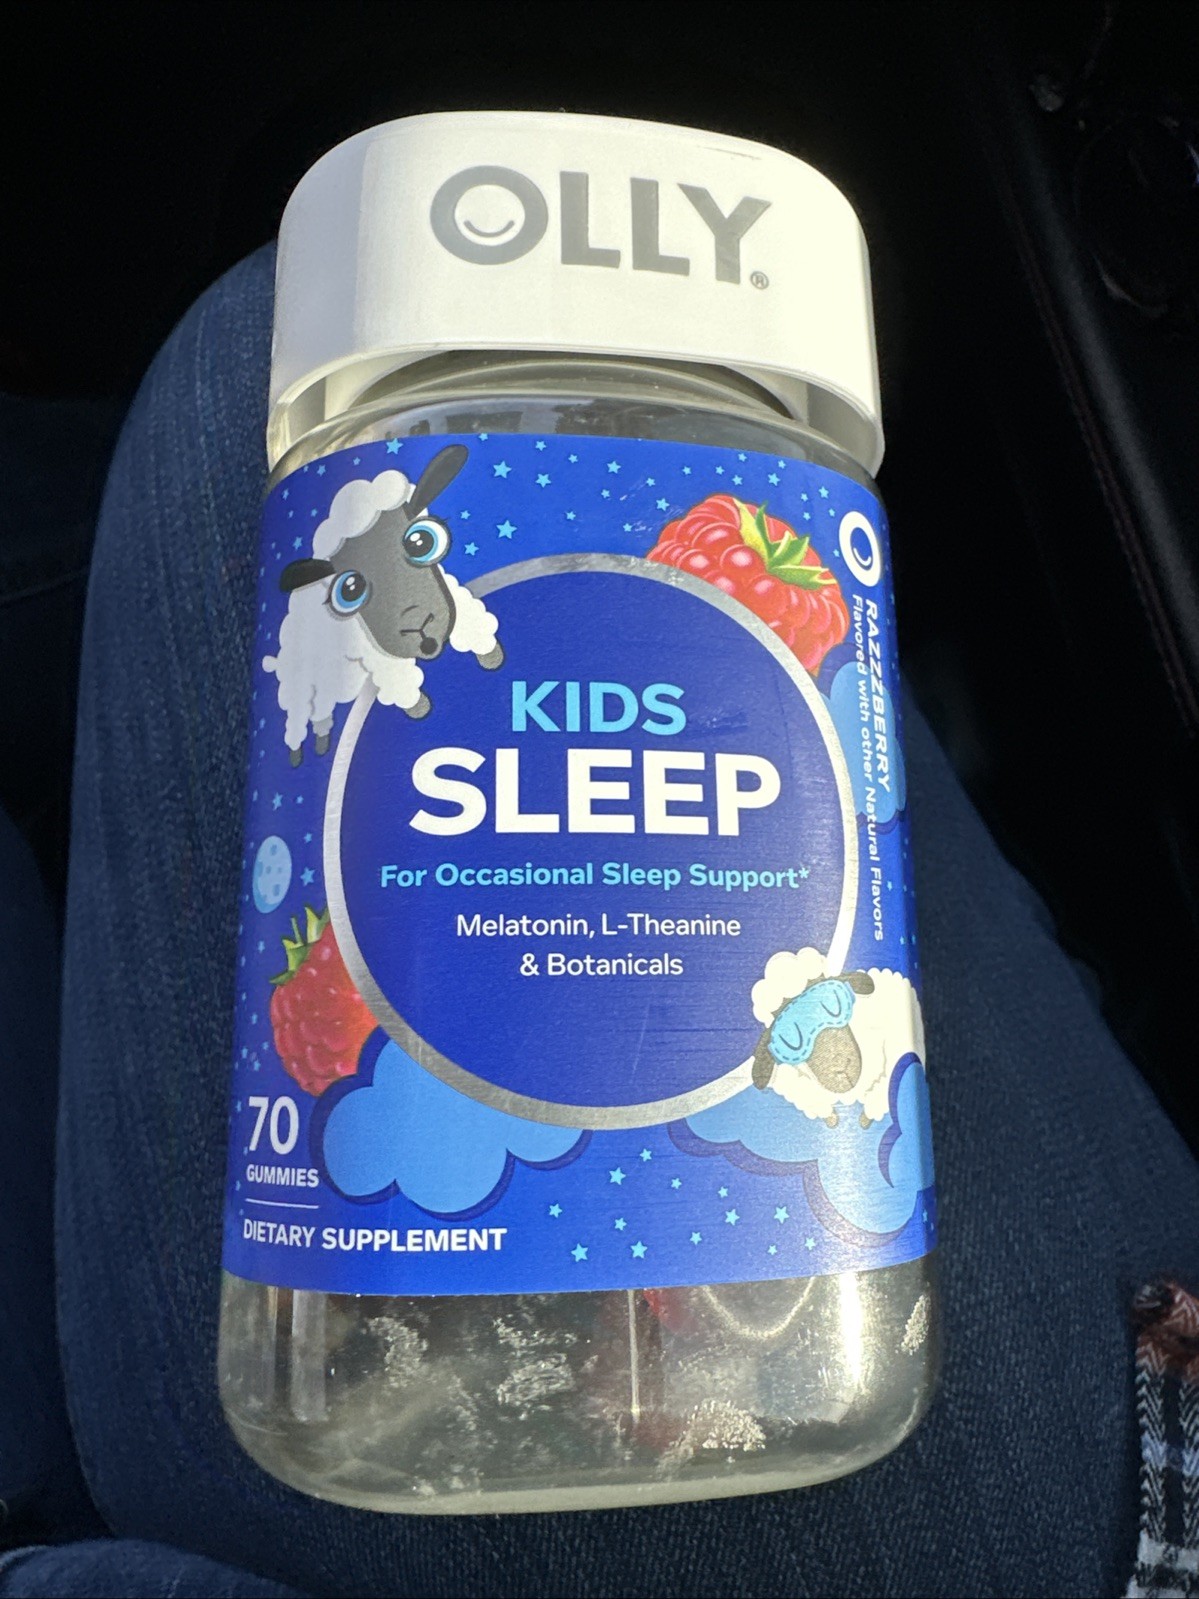 OLLY®
KIDS
SLEEP
For Occasional Sleep Support*
Melatonin, L-Theanine
& Botanicals
RAZZZBERRY
Flavored with other Natural Flavors
70
GUMMIES
DIETARY SUPPLEMENT